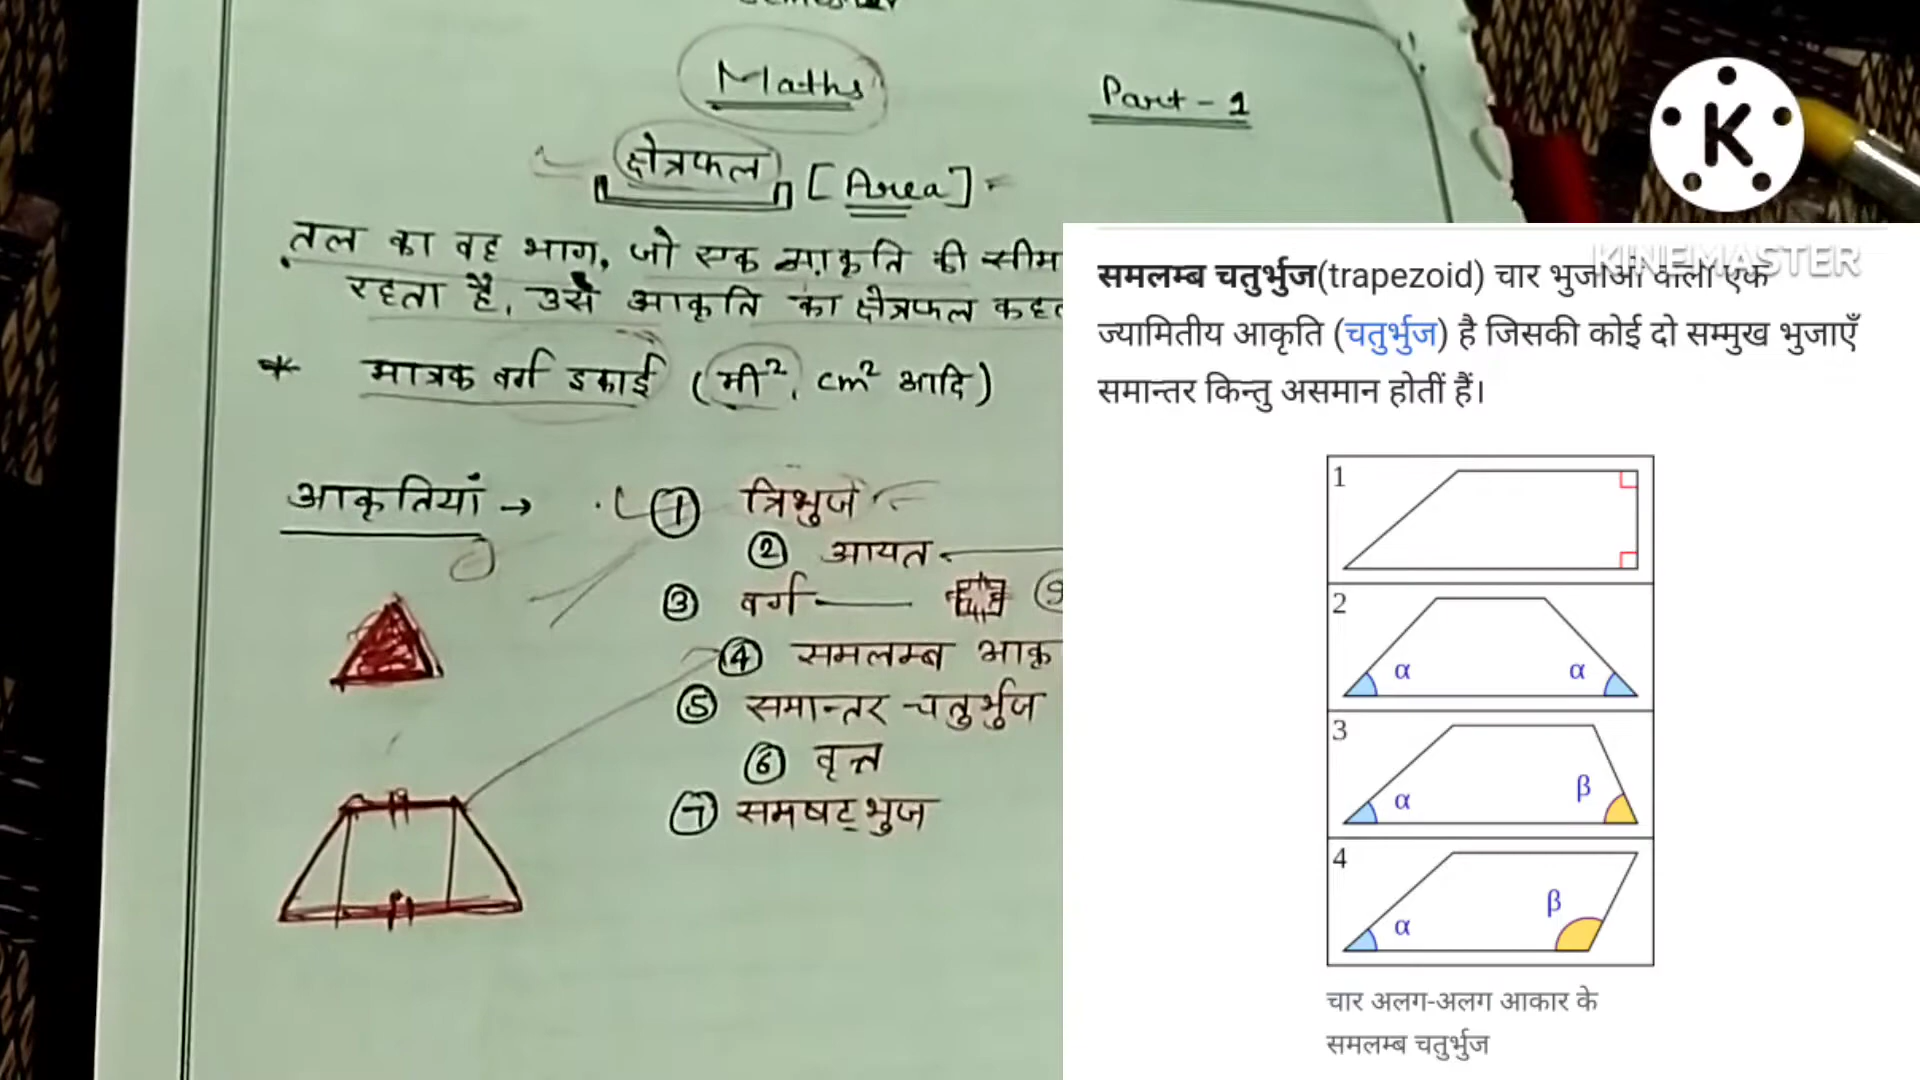 Maths
Part - 1
क्षेत्रफल [Area]
तल का वह भाग, जो एक आकृति की सीम
रहता है, उसे आकृति का क्षेत्रफल कह
* मात्रक वर्ग इकाई (मी², cm² आदि)
आकृतियां → ① त्रिभुज
② आयत
③ वर्ग
④ समलम्ब आकृ
⑤ समान्तर चतुर्भुज
⑥ वृत्त
⑦ समषट्भुज
K
KINEMASTER
समलम्ब चतुर्भुज(trapezoid) चार भुजाओं वाली एक
ज्यामितीय आकृति (चतुर्भुज) है जिसकी कोई दो सम्मुख भुजाएँ
समान्तर किन्तु असमान होतीं हैं।
1
2
α α
3
α β
4
α β
चार अलग-अलग आकार के
समलम्ब चतुर्भुज